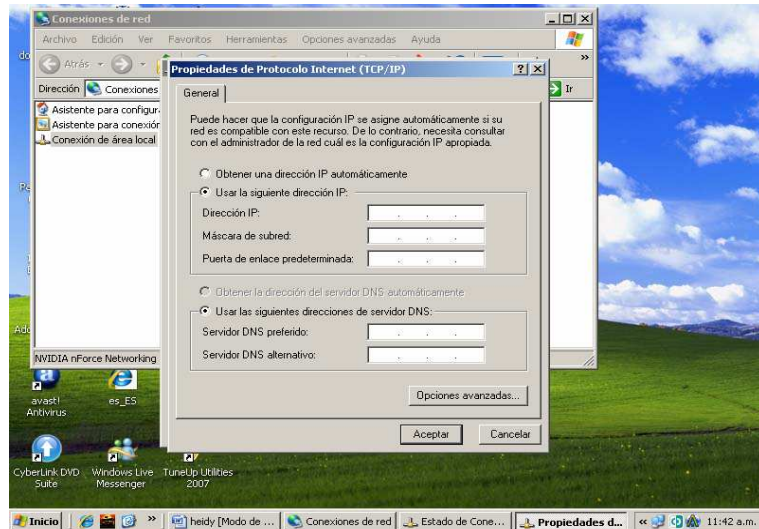 Conexiones de red
Archivo Edición Ver Favoritos Herramientas Opciones avanzadas Ayuda
Atrás
Dirección Conexiones
Ir
Asistente para configur
Asistente para conexión
Conexión de área local
NVIDIA nForce Networking
Propiedades de Protocolo Internet (TCP/IP)
General
Puede hacer que la configuración IP se asigne automáticamente si su
red es compatible con este recurso. De lo contrario, necesita consultar
con el administrador de la red cuál es la configuración IP apropiada.
Obtener una dirección IP automáticamente
Usar la siguiente dirección IP:
Dirección IP:
Máscara de subred:
Puerta de enlace predeterminada:
Obtener la dirección del servidor DNS automáticamente
Usar las siguientes direcciones de servidor DNS:
Servidor DNS preferido:
Servidor DNS alternativo:
Opciones avanzadas...
Aceptar Cancelar
avast!
Antivirus
es_ES
CyberLink DVD
Suite
Windows Live
Messenger
TuneUp Utilities
2007
Inicio » heidy [Modo de ... Conexiones de red Estado de Cone... Propiedades d... « 11:42 a.m.